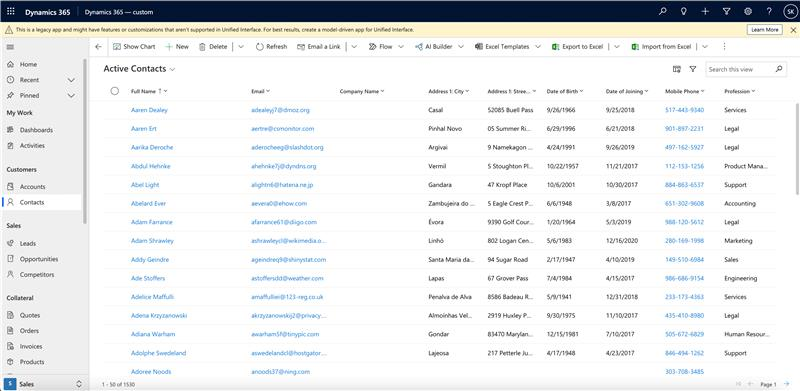 Dynamics 365 Dynamics 365 — custom SK
This is a legacy app and might have features or customizations that aren't supported in Unified Interface. For best results, create a model-driven app for Unified Interface. Learn More
Show Chart New Delete Refresh Email a Link Flow AI Builder Excel Templates Export to Excel Import from Excel
Home
Recent
Pinned
My Work
Dashboards
Activities
Customers
Accounts
Contacts
Sales
Leads
Opportunities
Competitors
Collateral
Quotes
Orders
Invoices
Products
S Sales
Active Contacts Search this view
Full Name ↑ Email Company Name Address 1: City Address 1: Stree... Date of Birth Date of Joining Mobile Phone Profession
Aaren Dealey adealeyj7@dmoz.org Casal 52085 Buell Pass 9/26/1966 9/25/2018 517-443-9340 Services
Aaren Ert aertre@csmonitor.com Pinhal Novo 05 Summer Ri... 6/29/1996 6/21/2018 901-897-2231 Legal
Aarika Deroche aderocheeg@slashdot.org Argivai 9 Namekagon ... 4/24/1991 9/26/2019 497-162-5927 Legal
Abdul Hehnke ahehnke7j@dyndns.org Vermil 5 Stoughton Pl... 10/22/1957 11/21/2017 112-153-1256 Product Mana...
Abel Light alightn6@hatena.ne.jp Gandara 47 Kropf Place 10/6/2001 10/30/2017 884-863-6537 Support
Abelard Ever aevera0@ehow.com Zambujeira do ... 5 Eagle Crest P... 6/6/1948 3/8/2017 651-302-9608 Accounting
Adam Farrance afarrance61@diigo.com Évora 9390 Golf Cour... 1/20/1964 5/3/2019 988-120-5612 Legal
Adam Shrawley ashrawleycl@wikimedia.o... Linhó 802 Logan Cen... 5/6/1983 12/16/2020 280-169-1998 Marketing
Addy Geindre ageindreq9@shinystat.com Santa Maria da... 94 Sugar Road 2/17/1947 4/10/2019 149-510-6984 Sales
Ade Stoffers astoffersdd@weather.com Lapas 67 Grover Pass 7/4/1984 4/15/2017 986-686-9154 Engineering
Adelice Maffulli amaffulliei@123-reg.co.uk Penalva de Alva 8586 Badeau R... 5/9/1941 12/31/2018 233-173-4363 Services
Adena Krzyzanowski akrzyzanowskij2@privacy... Almoinhas Vel... 2919 Huxley P... 9/30/1975 11/10/2017 435-410-8980 Legal
Adiana Warham awarham5f@tinypic.com Gondar 83470 Marylan... 12/15/1981 7/10/2017 505-672-6829 Human Resour...
Adolphe Swedeland aswedelandcl@hostgator... Lajeosa 217 Petterle Ju... 4/17/1948 4/23/2017 846-494-1262 Support
Adoree Noods anoods37@ning.com 303-708-3485
1 - 50 of 1530 Page 1